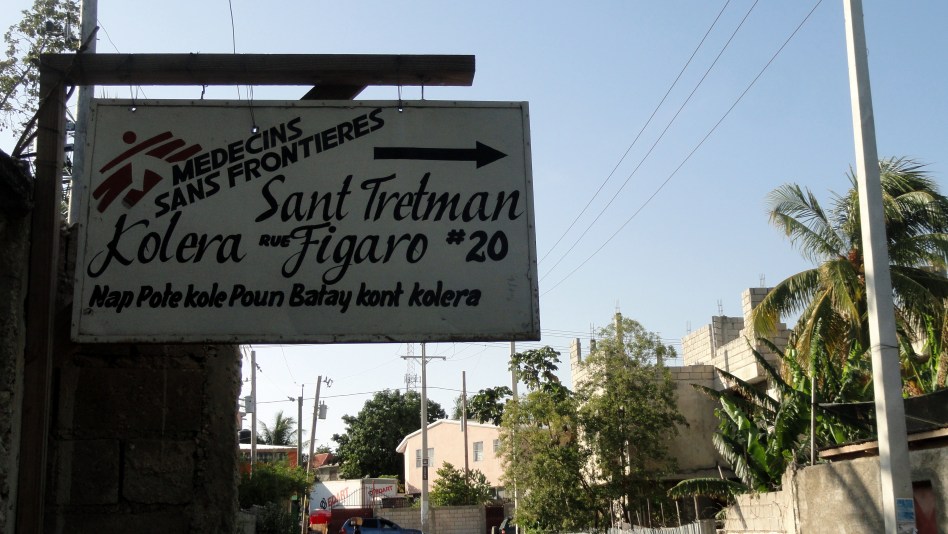 MEDECINS
SANS FRONTIERES
Sant Tretman
Kolera RUE Figaro #20
Nap Pote kole Poun Batay kont kolera